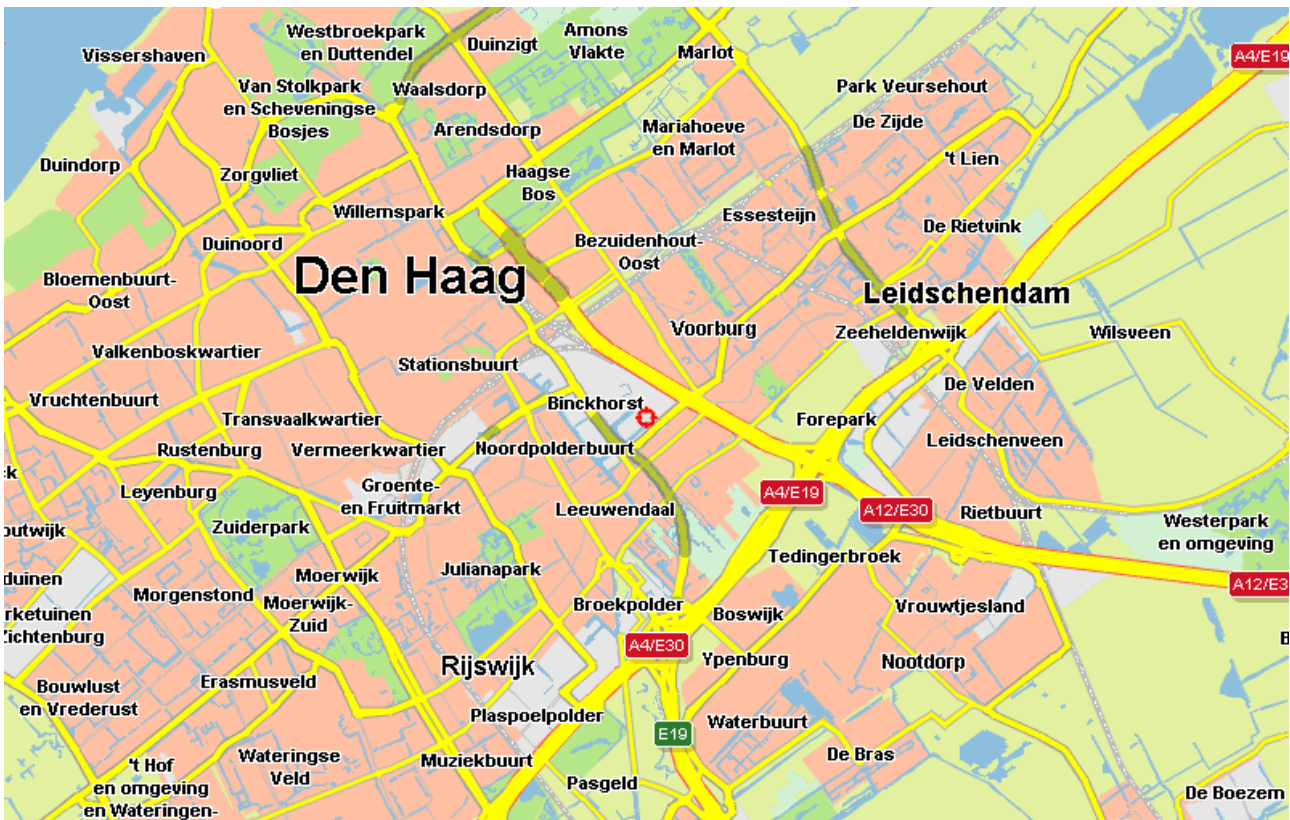 Westbroekpark
en Duttendel
Duinzigt
Arnons
Vlakte
Marlot
Vissershaven
A4/E19
Van Stolkpark
en Scheveningse
Bosjes
Waalsdorp
Park Veursehout
De Zijde
Arendsdorp
Mariahoeve
en Marlot
Duindorp
Zorgvliet
Haagse
Bos
't Lien
Willemspark
Essesteijn
De Rietvink
Duinoord
Bezuidenhout-
Oost
Bloemenbuurt-
Oost
Den Haag
Leidschendam
Voorburg
Zeeheldenwijk
Wilsveen
Valkenboskwartier
Stationsbuurt
De Velden
Vruchtenbuurt
Binckhorst
Transvaalkwartier
Forepark
Leidschenveen
Rustenburg
Vermeerkwartier
Noordpolderbuurt
Leyenburg
Groente-
en Fruitmarkt
A4/E19
A12/E30
Leeuwendaal
Rietbuurt
Westerpark
en omgeving
Zuiderpark
outwijk
Tedingerbroek
Julianapark
Moerwijk
duinen
A12/E3
Morgenstond
Moerwijk-
Zuid
Broekpolder
Boswijk
Vrouwtjesland
rketuinen
Zichtenburg
A4/E30
Ypenburg
Nootdorp
Rijswijk
Erasmusveld
Bouwlust
en Vrederust
Plaspoelpolder
Waterbuurt
E19
De Bras
Wateringse
Veld
Muziekbuurt
't Hof
en omgeving
en Wateringen-
Pasgeld
De Boezem